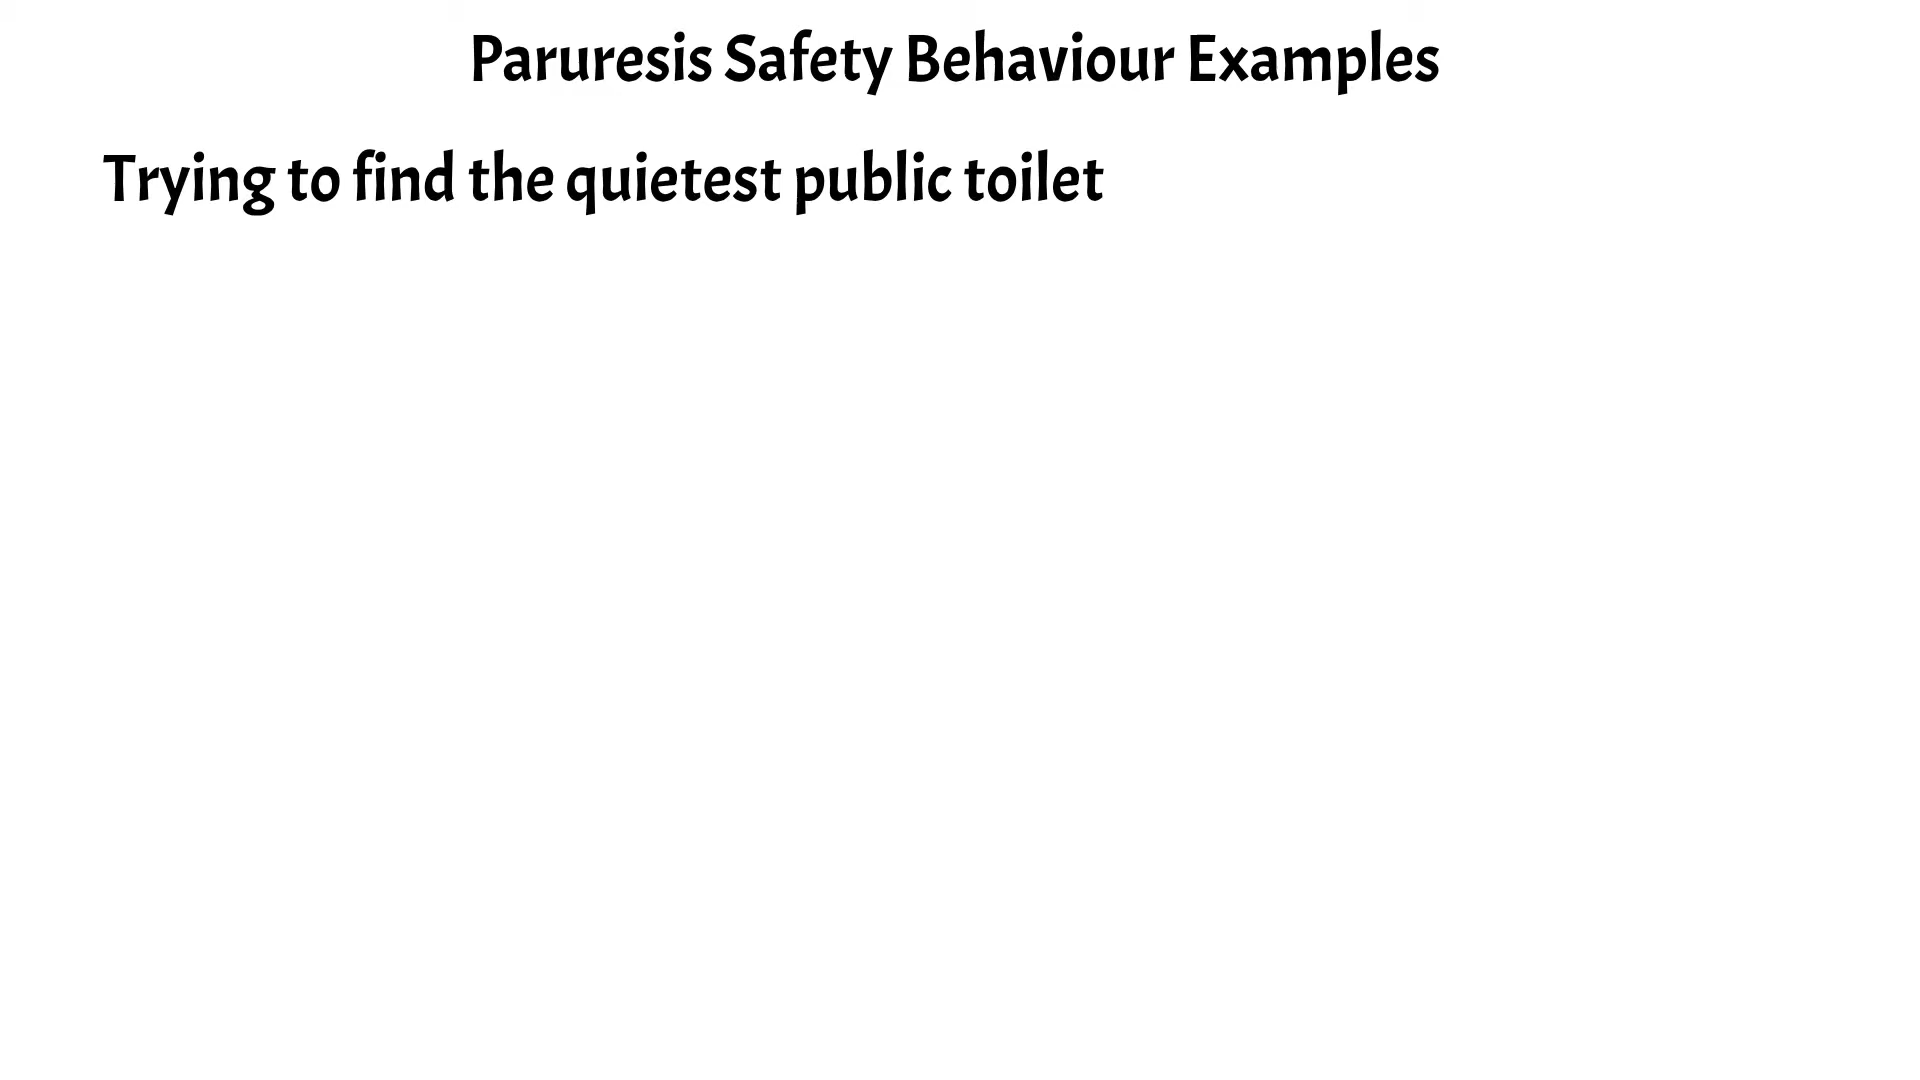 Paruresis Safety Behaviour Examples
Trying to find the quietest public toilet